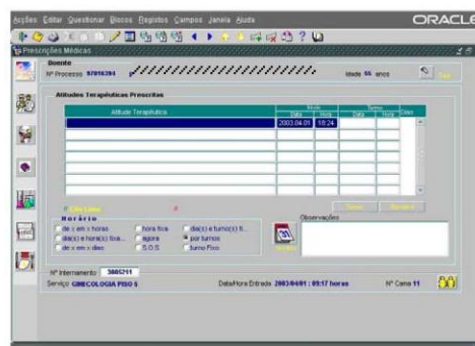 Acções Editar Questionar Blocos Registos Campos Janela Ajuda
ORACLE
Prescrições Médicas
Doente
Nº Processo 97016394
Idade 55 anos
Atitudes Terapêuticas Prescritas
Atitude Terapêutica
Início
Termo
Data Hora Data Hora
2003.04.01 18:24
Horário
de x em x horas
hora fixa
dia(s) e turno(s) fi...
dia(s) e hora(s) fixa...
agora
por turnos
de x em x dias
S.O.S
turno Fixo
Observações
Nº Internamento 3005211
Serviço GINECOLOGIA PISO 6
Data/Hora Entrada 2003/04/01 : 09:17 horas
Nº Cama 11